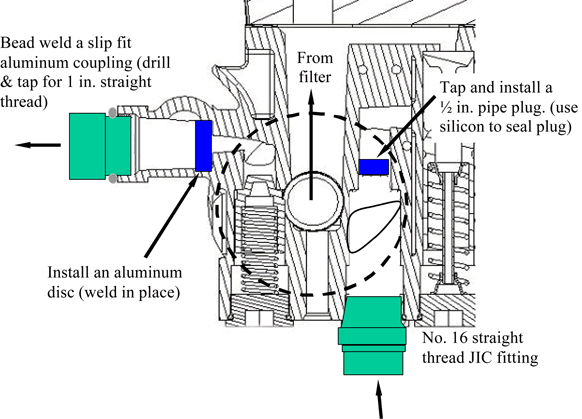 Bead weld a slip fit
aluminum coupling (drill
& tap for 1 in. straight
thread)
From
filter
Tap and install a
½ in. pipe plug. (use
silicon to seal plug)
Install an aluminum
disc (weld in place)
No. 16 straight
thread JIC fitting